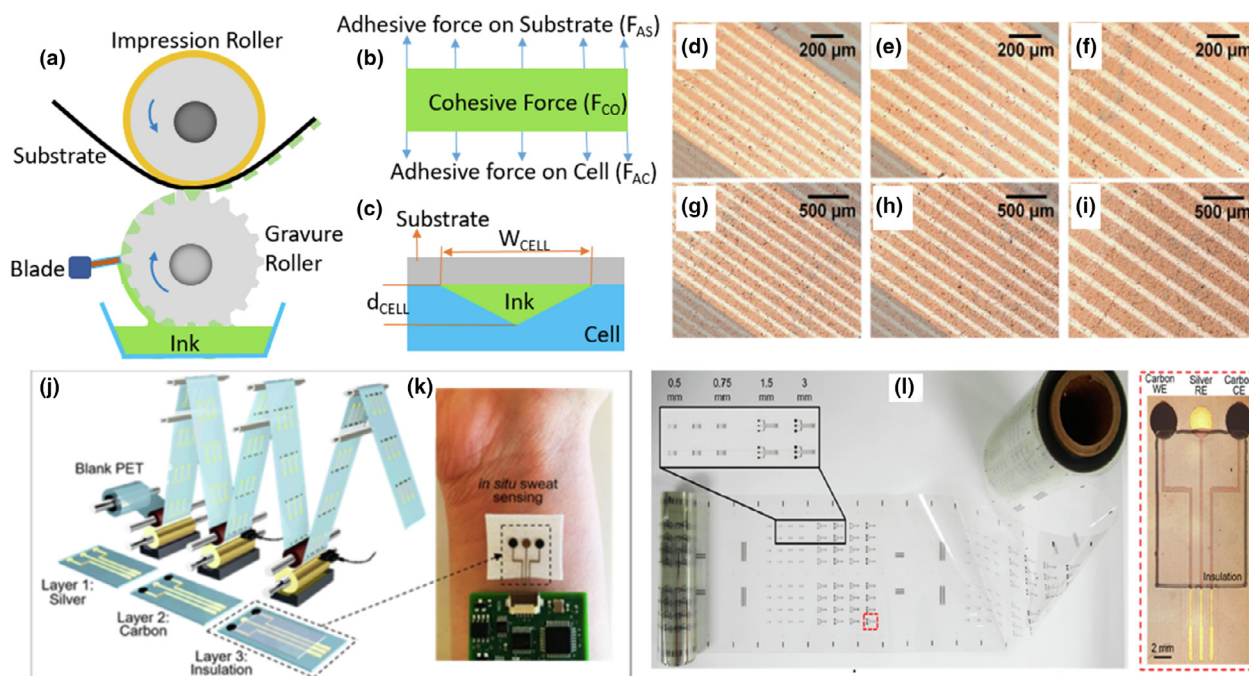 (a)
Impression Roller
Substrate
Blade
Gravure
Roller
Ink
(b)
Adhesive force on Substrate (FAS)
Cohesive Force (FCO)
Adhesive force on Cell (FAC)
(c)
Substrate
WCELL
dCELL
Ink
Cell
(d)
200 μm
(e)
200 μm
(f)
200 μm
(g)
500 μm
(h)
500 μm
(i)
500 μm
(j)
Blank PET
Layer 1:
Silver
Layer 2:
Carbon
Layer 3:
Insulation
(k)
in situ sweat
sensing
(l)
0.5 0.75 1.5 3
mm mm mm mm
Carbon Silver Carbon
WE RE CE
Insulation
2 mm